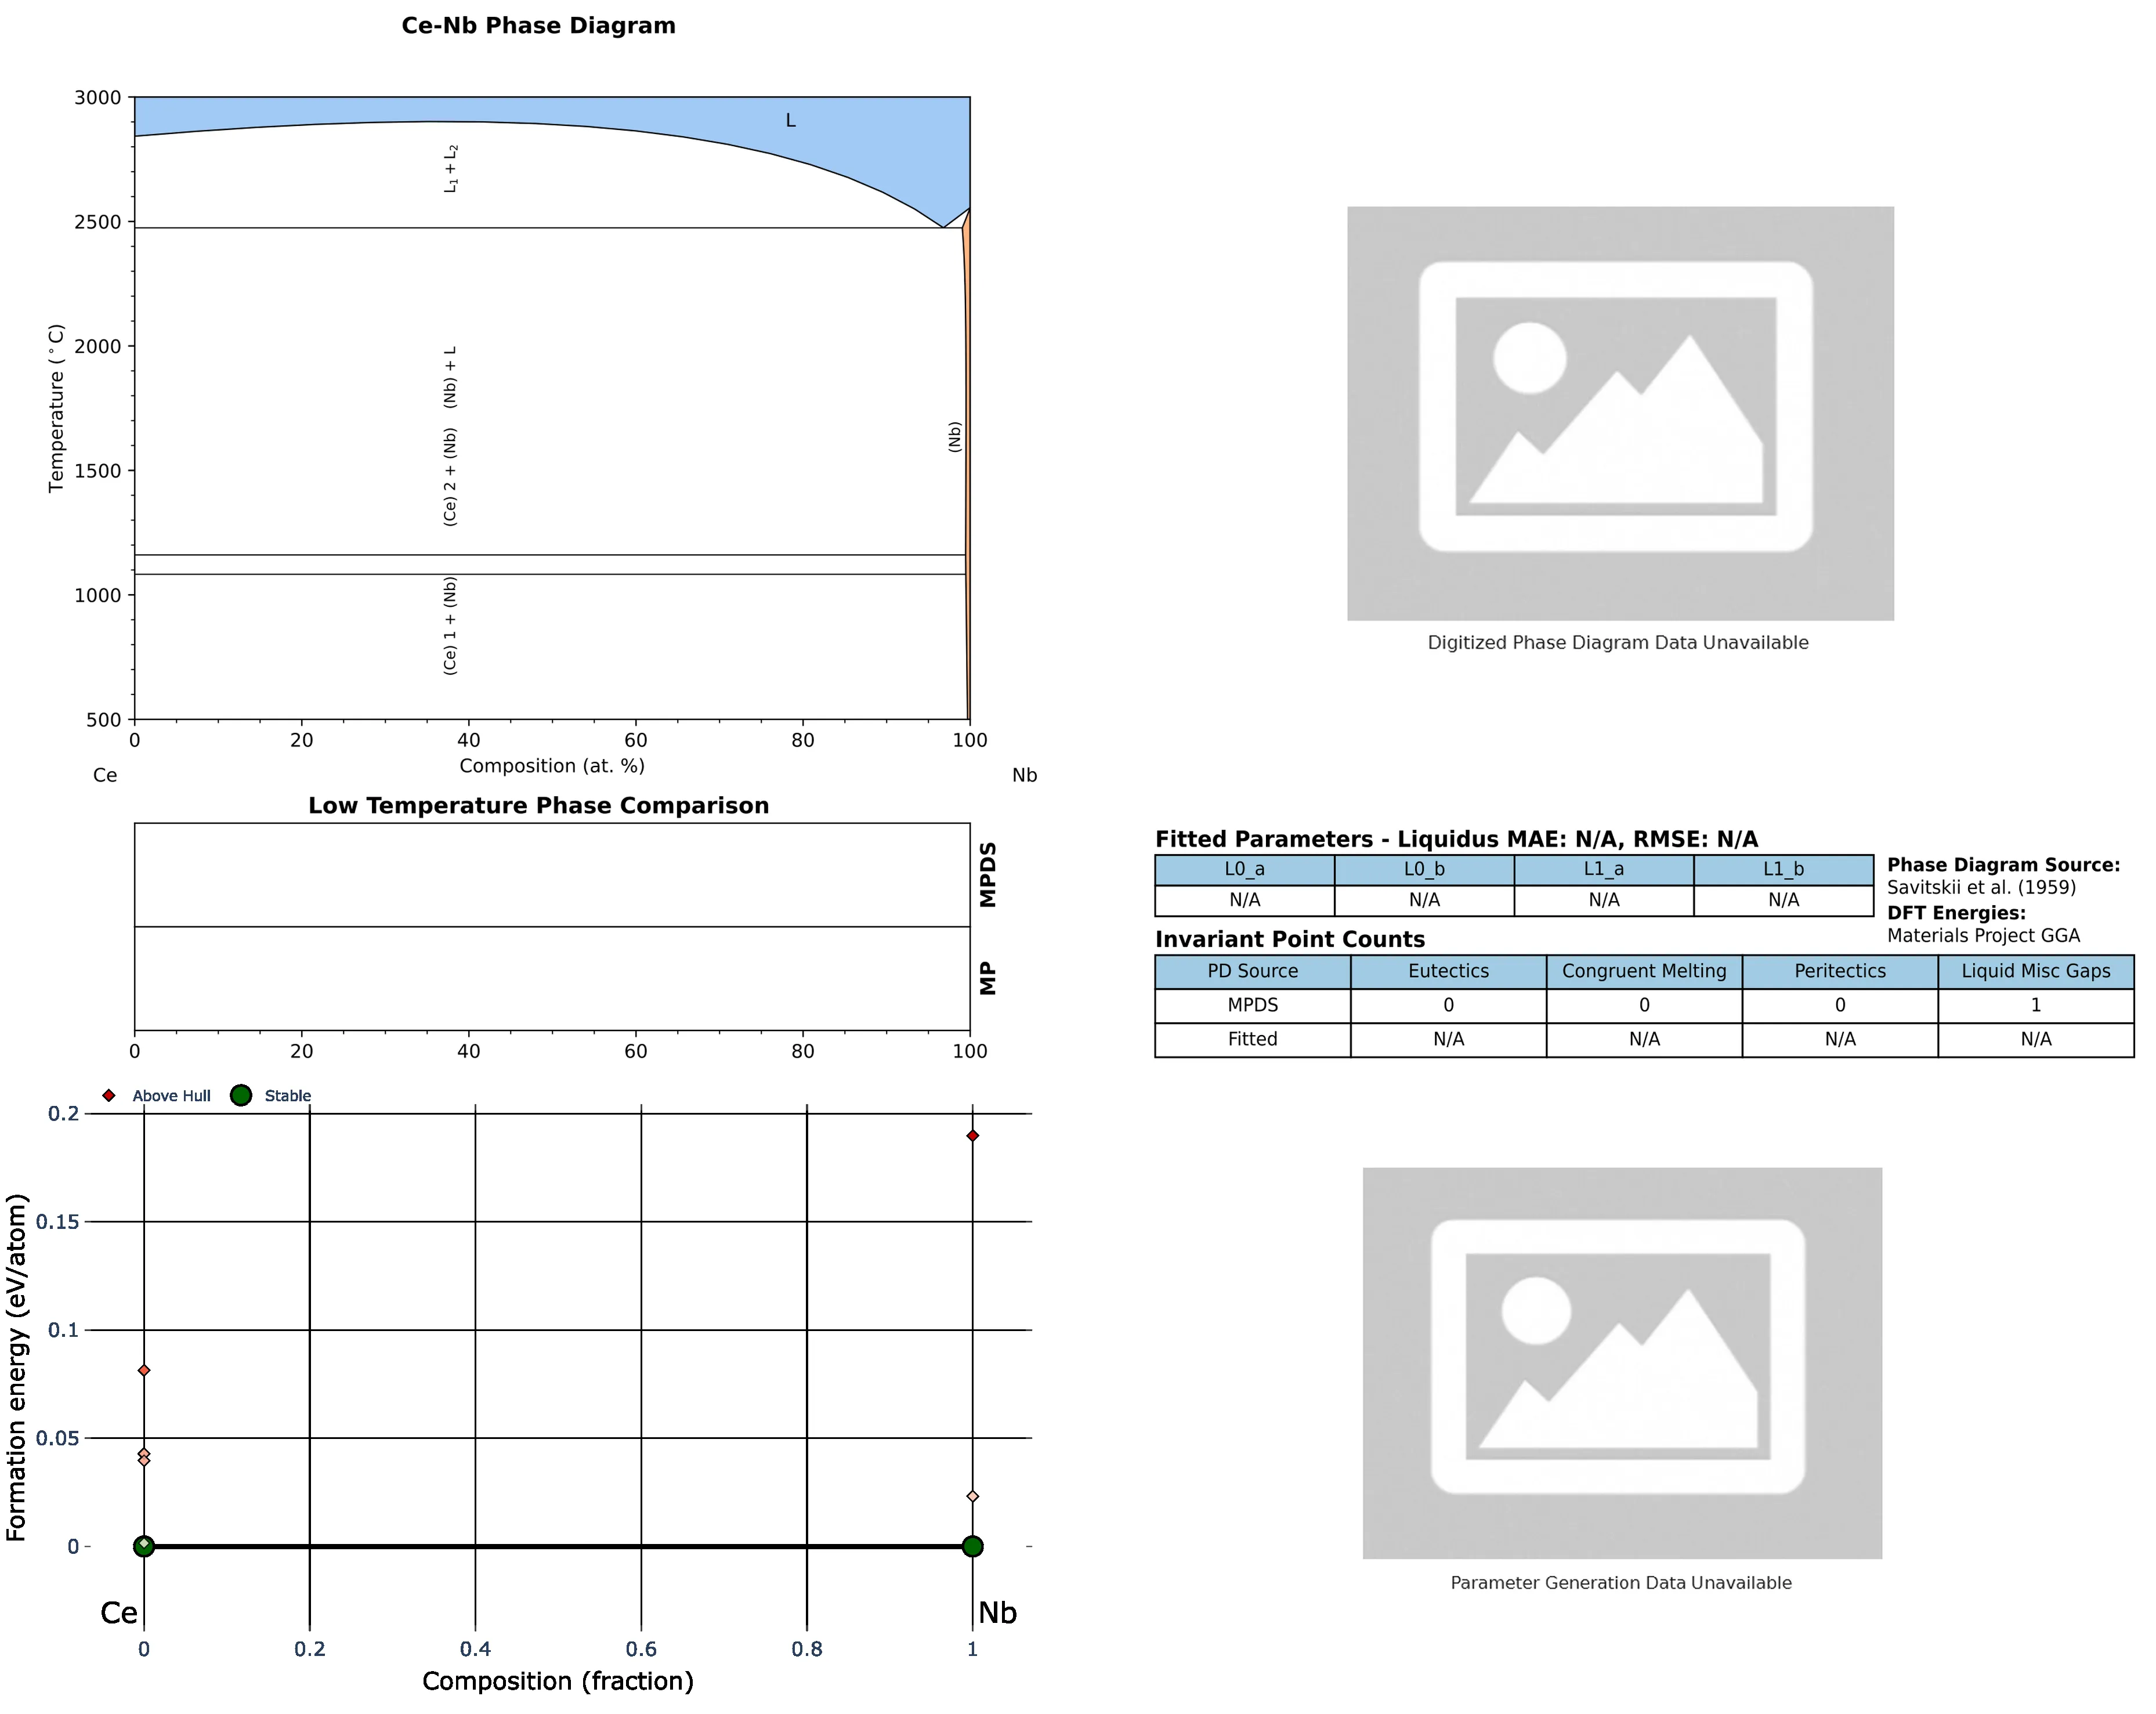 Ce-Nb Phase Diagram
3000
2500
2000
1500
1000
500
Temperature (°C)
L
L₁ + L₂
(Nb) + L
(Ce) 2 + (Nb)
(Ce) 1 + (Nb)
(Nb)
0 20 40 60 80 100
Composition (at. %)
Ce Nb
Digitized Phase Diagram Data Unavailable
Low Temperature Phase Comparison
MPDS
MP
0 20 40 60 80 100
Fitted Parameters - Liquidus MAE: N/A, RMSE: N/A
L0_a L0_b L1_a L1_b
N/A N/A N/A N/A
Phase Diagram Source:
Savitskii et al. (1959)
DFT Energies:
Materials Project GGA
Invariant Point Counts
PD Source Eutectics Congruent Melting Peritectics Liquid Misc Gaps
MPDS 0 0 0 1
Fitted N/A N/A N/A N/A
Above Hull Stable
0.2
0.15
0.1
0.05
0
Formation energy (eV/atom)
Ce Nb
0 0.2 0.4 0.6 0.8 1
Composition (fraction)
Parameter Generation Data Unavailable